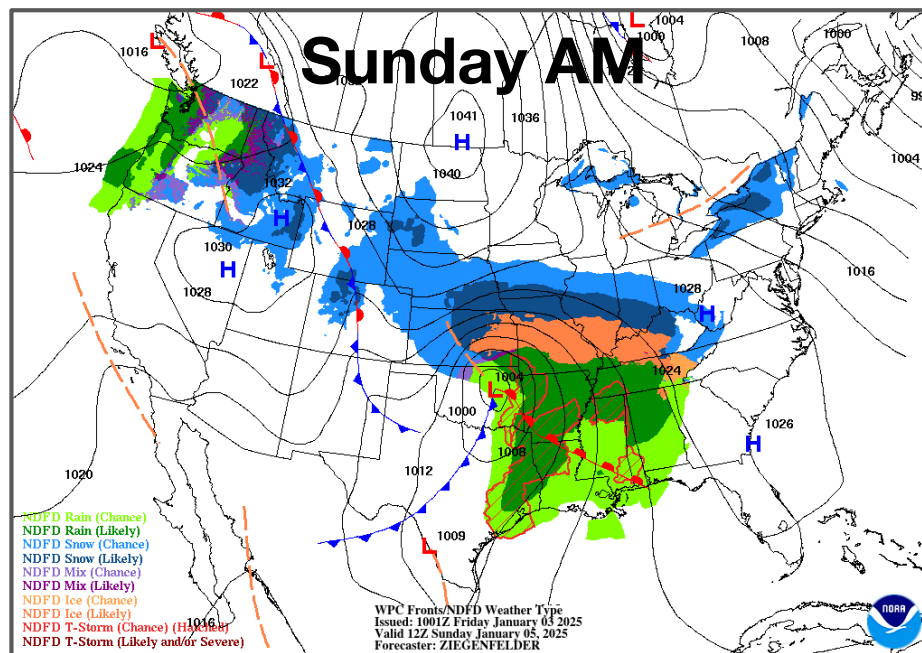 Sunday AM
L
1004
1000
1008
1000
L
1016
L
1022
1041
1036
H
1004
1024
1040
1032
H
1028
1030
H
1028
1016
1028
H
1004
L
1024
1000
1026
H
1008
1020
1012
1009
L
1016
NDFD Rain (Chance)
NDFD Rain (Likely)
NDFD Snow (Chance)
NDFD Snow (Likely)
NDFD Mix (Chance)
NDFD Mix (Likely)
NDFD Ice (Chance)
NDFD Ice (Likely)
NDFD T-Storm (Chance) (Hatched)
NDFD T-Storm (Likely and/or Severe)
WPC Fronts/NDFD Weather Type
Issued: 1001Z Friday January 03 2025
Valid 12Z Sunday January 05, 2025
Forecaster: ZIEGENFELDER
NOAA